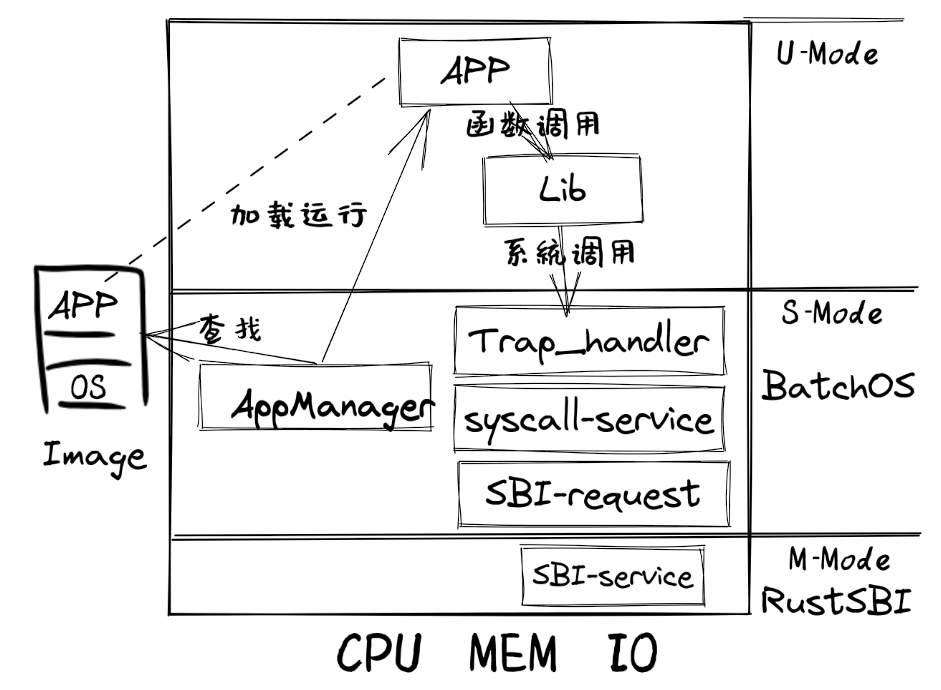 U-Mode
APP
函数调用
Lib
加载运行
系统调用
APP
OS
Image
查找
AppManager
S-Mode
Trap_handler
BatchOS
syscall-service
SBI-request
M-Mode
SBI-service
RustSBI
CPU MEM IO